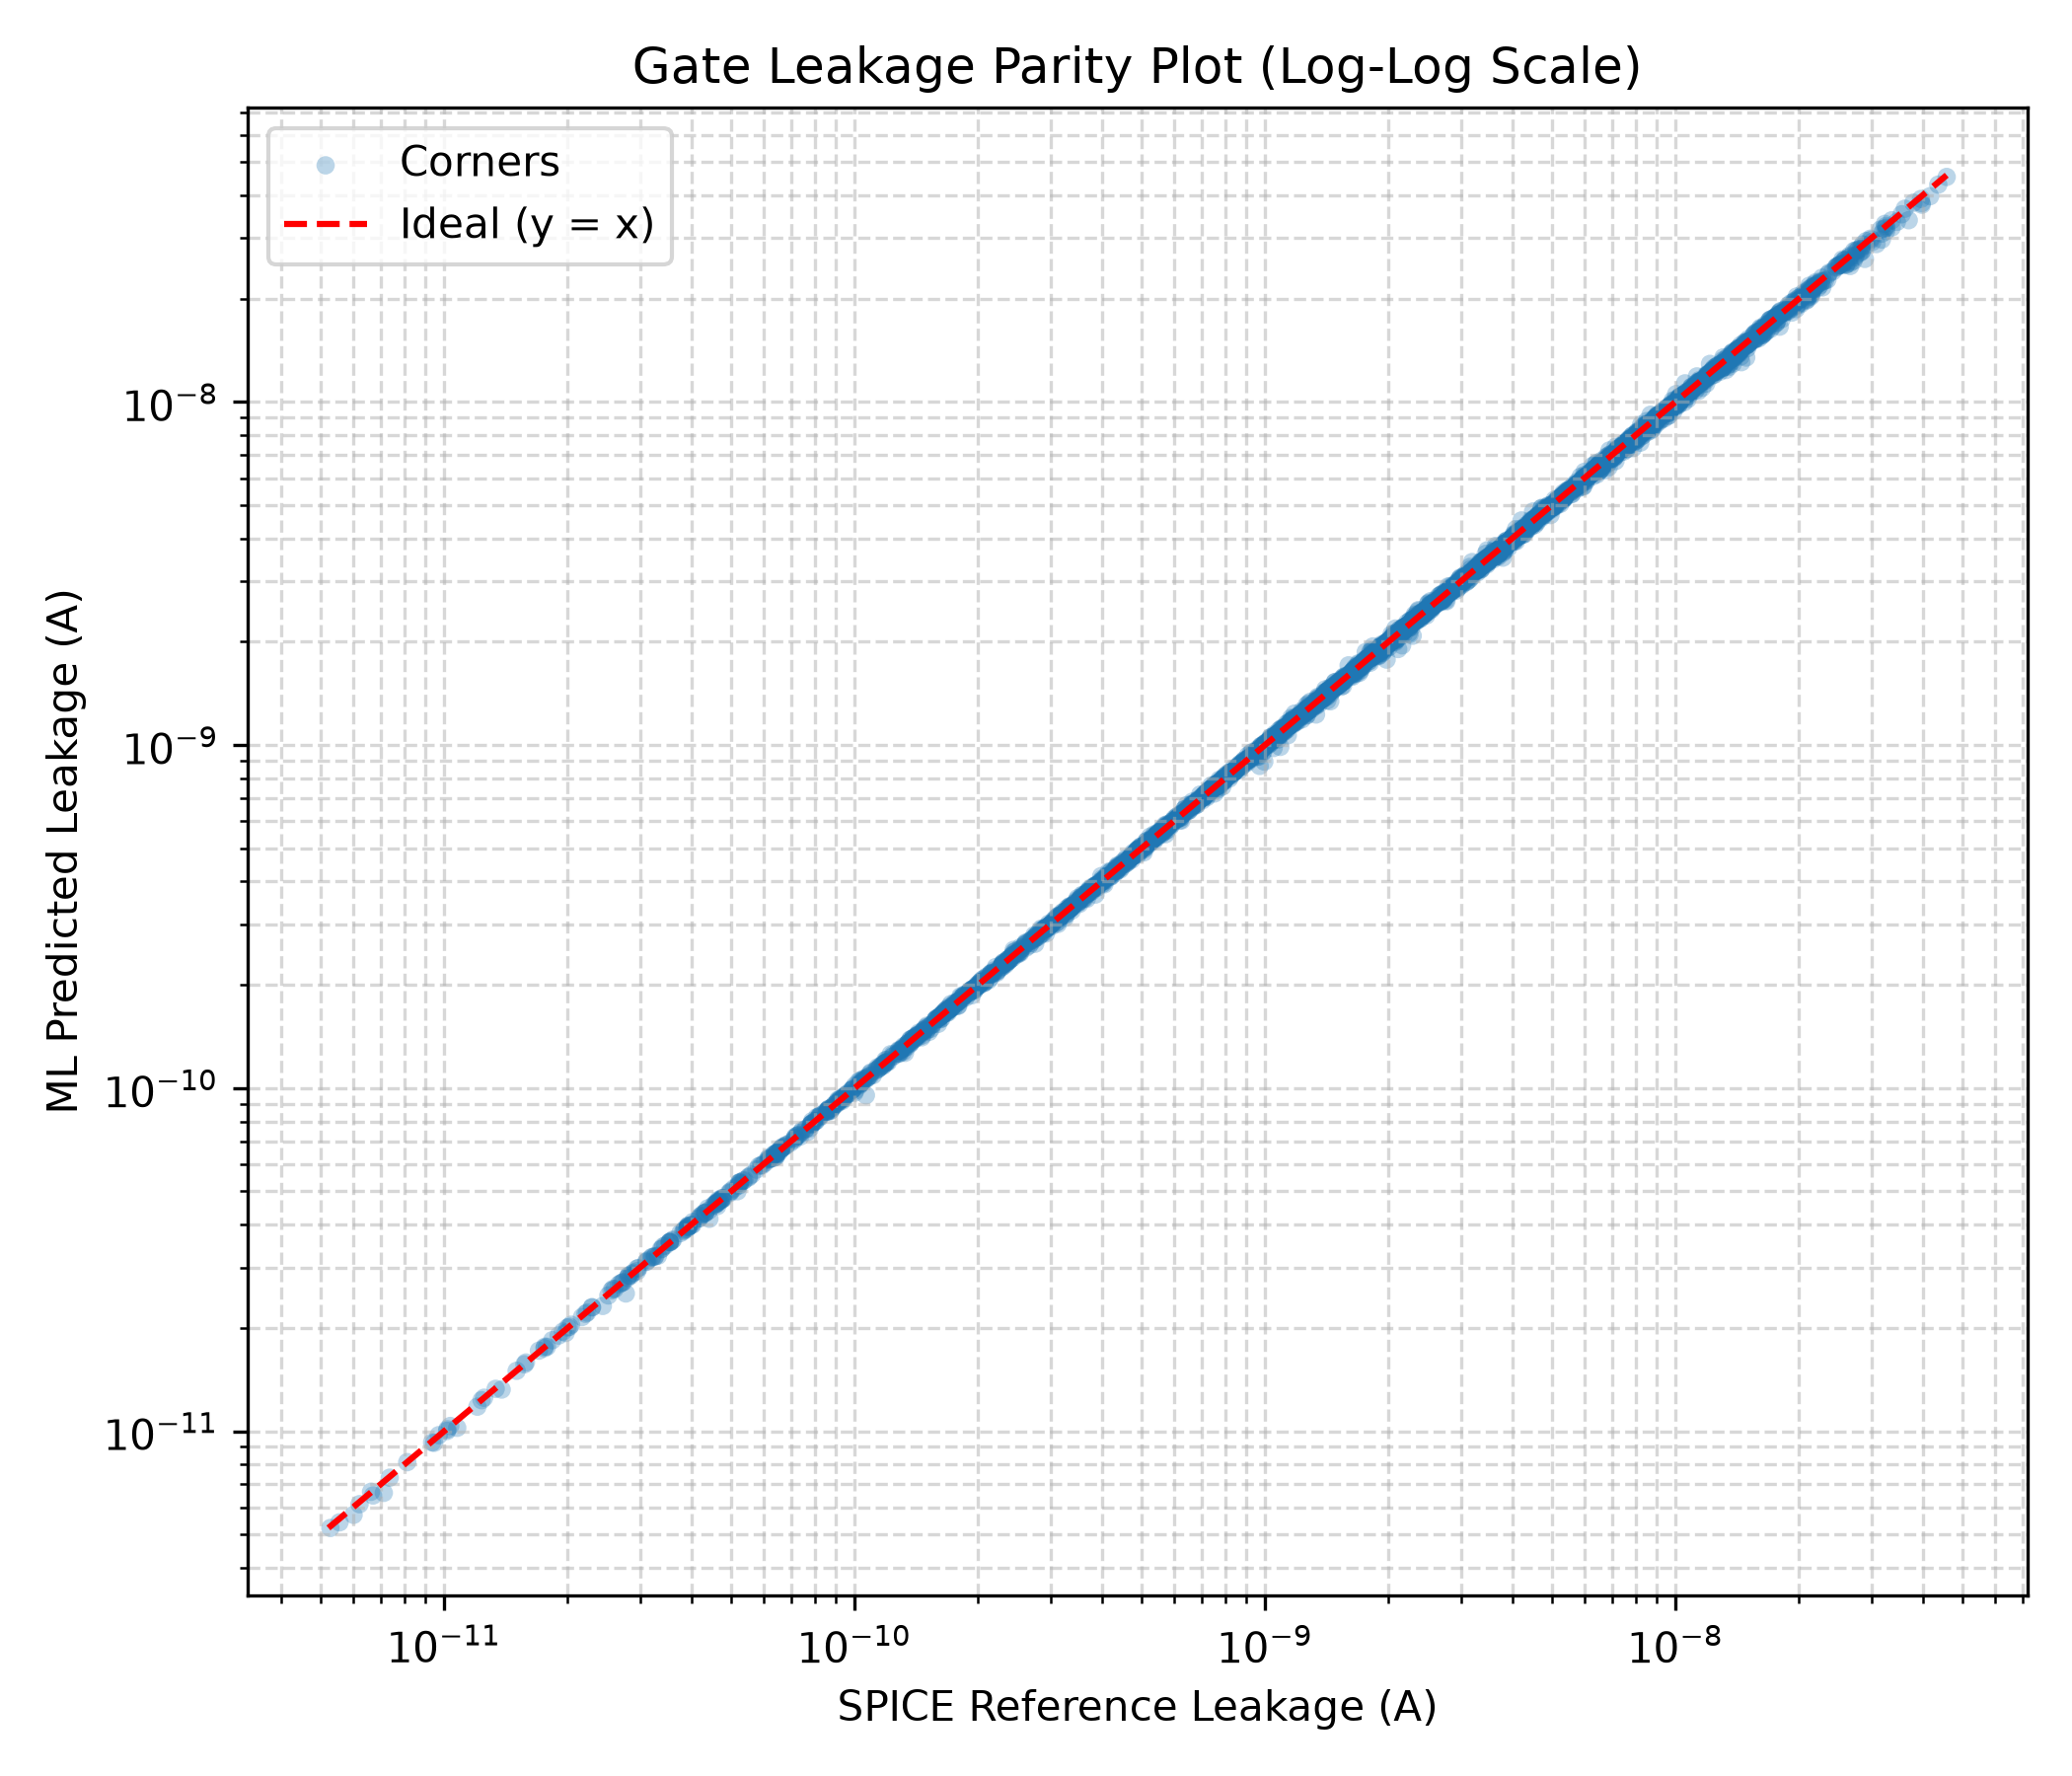 Gate Leakage Parity Plot (Log-Log Scale)
Corners
Ideal (y = x)
ML Predicted Leakage (A)
10⁻⁸
10⁻⁹
10⁻¹⁰
10⁻¹¹
10⁻¹¹ 10⁻¹⁰ 10⁻⁹ 10⁻⁸
SPICE Reference Leakage (A)